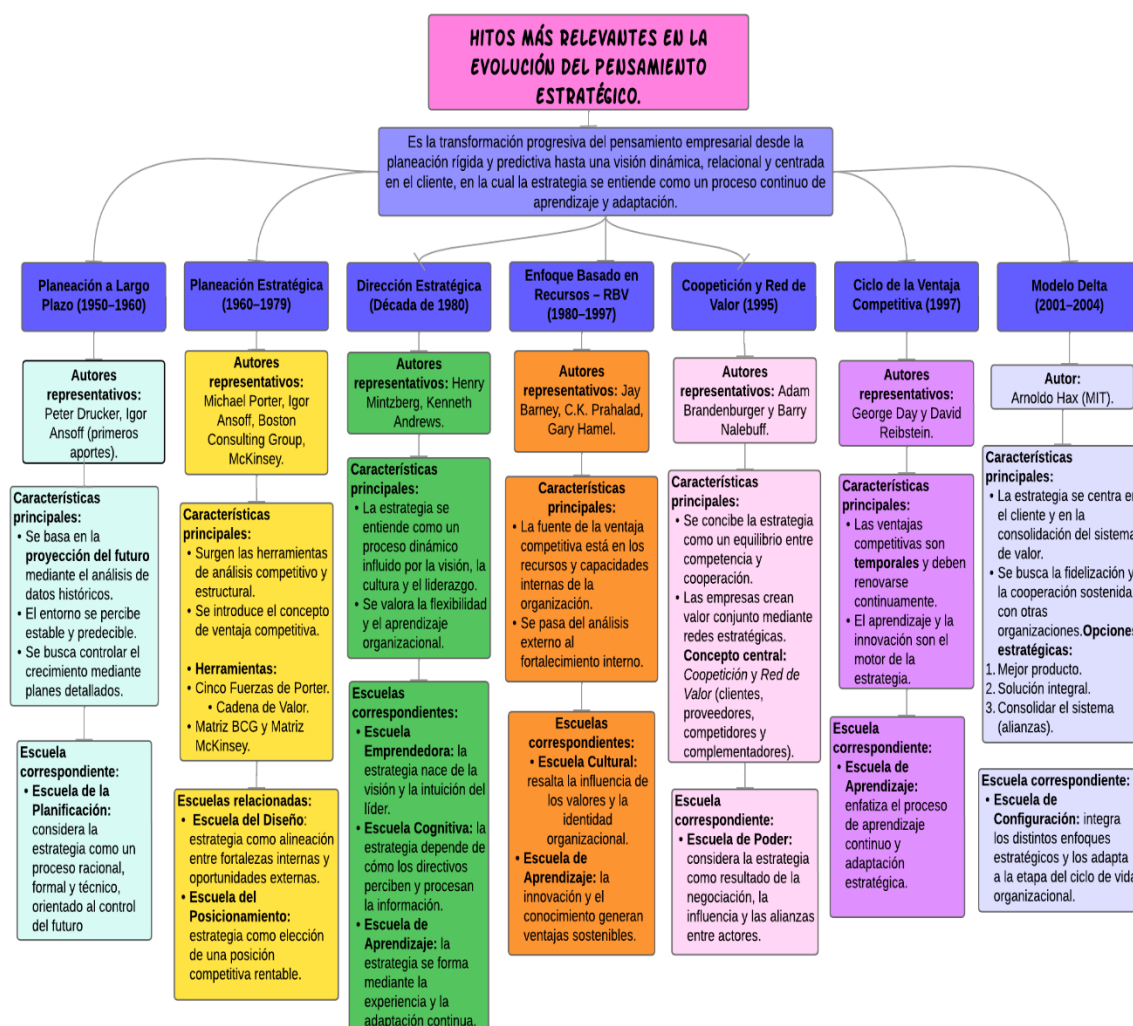 HITOS MÁS RELEVANTES EN LA
EVOLUCIÓN DEL PENSAMIENTO
ESTRATÉGICO.
Es la transformación progresiva del pensamiento empresarial desde la
planeación rígida y predictiva hasta una visión dinámica, relacional y centrada
en el cliente, en la cual la estrategia se entiende como un proceso continuo de
aprendizaje y adaptación.
Planeación a Largo
Plazo (1950–1960)
Autores
representativos:
Peter Drucker, Igor
Ansoff (primeros
aportes).
Características
principales:
• Se basa en la
proyección del futuro
mediante el análisis de
datos históricos.
• El entorno se percibe
estable y predecible.
• Se busca controlar el
crecimiento mediante
planes detallados.
Escuela
correspondiente:
• Escuela de la
Planificación:
considera la
estrategia como un
proceso racional,
formal y técnico,
orientado al control
del futuro
Planeación Estratégica
(1960–1979)
Autores
representativos:
Michael Porter, Igor
Ansoff, Boston
Consulting Group,
McKinsey.
Características
principales:
• Surgen las herramientas
de análisis competitivo y
estructural.
• Se introduce el concepto
de ventaja competitiva.
• Herramientas:
• Cinco Fuerzas de Porter.
• Cadena de Valor.
• Matriz BCG y Matriz
McKinsey.
Escuelas relacionadas:
• Escuela del Diseño:
estrategia como alineación
entre fortalezas internas y
oportunidades externas.
• Escuela del
Posicionamiento:
estrategia como elección
de una posición
competitiva rentable.
Dirección Estratégica
(Década de 1980)
Autores
representativos: Henry
Mintzberg, Kenneth
Andrews.
Características
principales:
• La estrategia se
entiende como un
proceso dinámico
influido por la visión, la
cultura y el liderazgo.
• Se valora la flexibilidad
y el aprendizaje
organizacional.
Escuelas
correspondientes:
• Escuela
Emprendedora: la
estrategia nace de la
visión y la intuición del
líder.
• Escuela Cognitiva: la
estrategia depende de
cómo los directivos
perciben y procesan
la información.
• Escuela de
Aprendizaje: la
estrategia se forma
mediante la
experiencia y la
adaptación continua.
Enfoque Basado en
Recursos – RBV
(1980–1997)
Autores
representativos: Jay
Barney, C.K. Prahalad,
Gary Hamel.
Características
principales:
• La fuente de la ventaja
competitiva está en los
recursos y capacidades
internas de la
organización.
• Se pasa del análisis
externo al
fortalecimiento interno.
Escuelas
correspondientes:
• Escuela Cultural:
resalta la influencia de
los valores y la
identidad
organizacional.
• Escuela de
Aprendizaje: la
innovación y el
conocimiento generan
ventajas sostenibles.
Coopetición y Red de
Valor (1995)
Autores
representativos: Adam
Brandenburger y Barry
Nalebuff.
Características
principales:
• Se concibe la estrategia
como un equilibrio entre
competencia y
cooperación.
• Las empresas crean
valor conjunto mediante
redes estratégicas.
Concepto central:
Coopetición y Red de
Valor (clientes,
proveedores,
competidores y
complementadores).
Escuela
correspondiente:
• Escuela de Poder:
considera la estrategia
como resultado de la
negociación, la
influencia y las alianzas
entre actores.
Ciclo de la Ventaja
Competitiva (1997)
Autores
representativos:
George Day y David
Reibstein.
Características
principales:
• Las ventajas
competitivas son
temporales y deben
renovarse
continuamente.
• El aprendizaje y la
innovación son el
motor de la
estrategia.
Escuela
correspondiente:
• Escuela de
Aprendizaje:
enfatiza el proceso
de aprendizaje
continuo y
adaptación
estratégica.
Modelo Delta
(2001–2004)
Autor:
Arnoldo Hax (MIT).
Características
principales:
• La estrategia se centra en
el cliente y en la
consolidación del sistema
de valor.
• Se busca la fidelización y
la cooperación sostenida
con otras
organizaciones.Opciones
estratégicas:
1. Mejor producto.
2. Solución integral.
3. Consolidar el sistema
(alianzas).
Escuela correspondiente:
• Escuela de
Configuración: integra
los distintos enfoques
estratégicos y los adapta
a la etapa del ciclo de vida
organizacional.